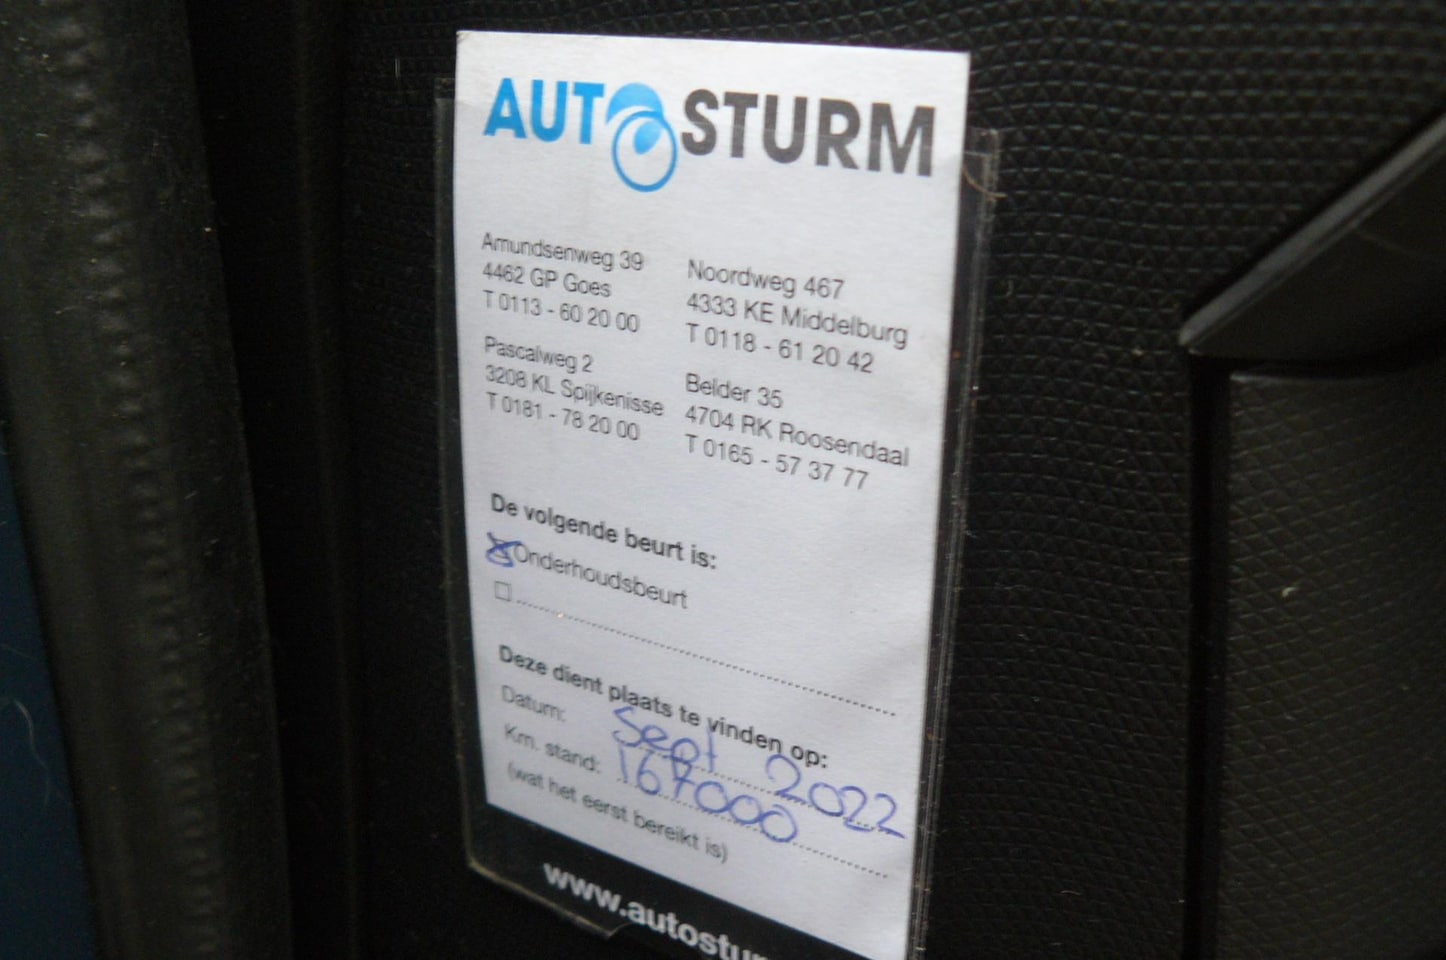 AUTO STURM
Amundsenweg 39
4462 GP Goes
T 0113 - 60 20 00
Noordweg 467
4333 KE Middelburg
T 0118 - 61 20 42
Pascalweg 2
3208 KL Spijkenisse
T 0181 - 78 20 00
Belder 35
4704 RK Roosendaal
T 0165 - 57 37 77
De volgende beurt is:
Onderhoudsbeurt
Deze dient plaats te vinden op:
Datum: Sept 2022
Km. stand: 167000
(wat het eerst bereikt is)
www.autostur